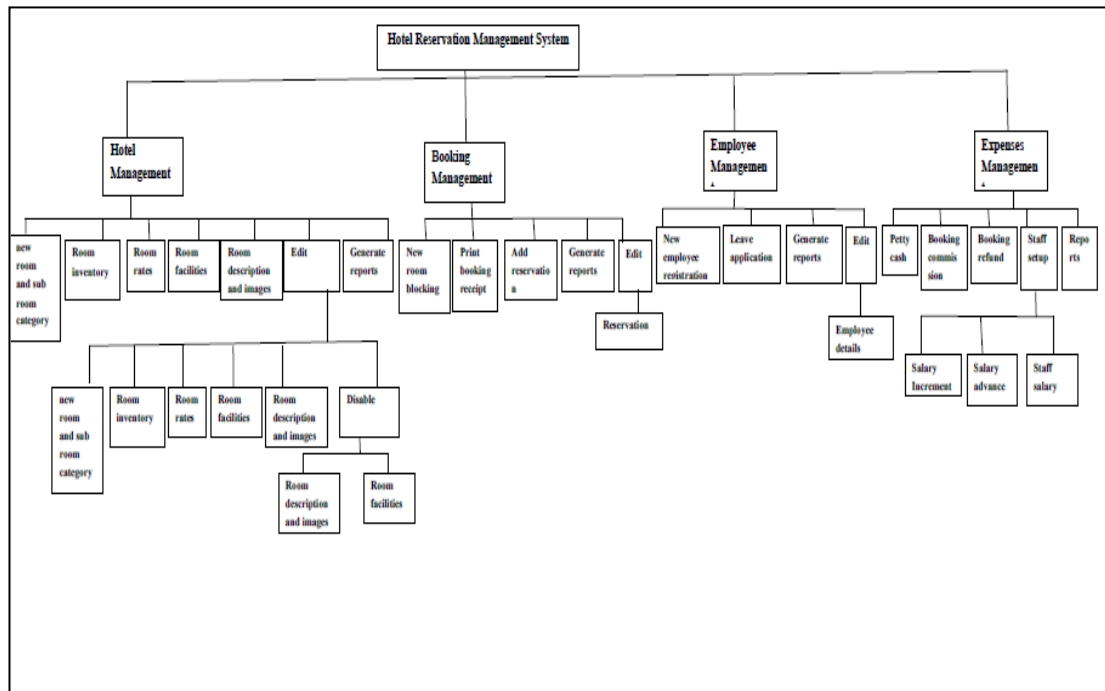 Hotel Reservation Management System
Hotel
Management
Booking
Management
Employee
Managemen
Expenses
Managemen
new
room
and sub
room
category
Room
inventory
Room
rates
Room
facilities
Room
description
and images
Edit
Generate
reports
New
room
blocking
Print
booking
receipt
Add
reservatio
n
Generate
reports
Edit
New
employee
registration
Leave
application
Generate
reports
Edit
Petty
cash
Booking
commis
sion
Booking
refund
Staff
setup
Repo
rts
Reservation
Employee
details
Salary
Increment
Salary
advance
Staff
salary
new
room
and sub
room
category
Room
inventory
Room
rates
Room
facilities
Room
description
and images
Disable
Room
description
and images
Room
facilities